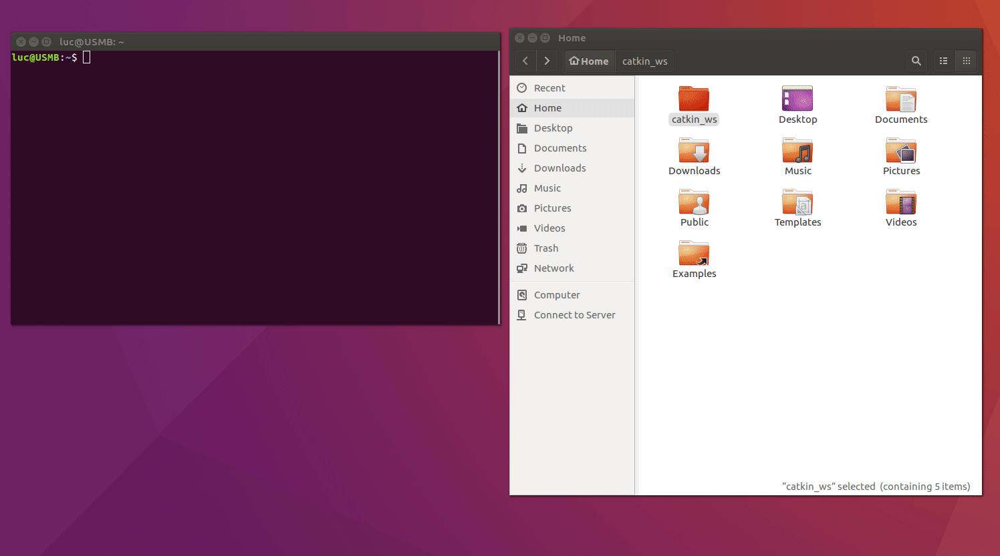 luc@USMB: ~
luc@USMB:~$
Home
Home
catkin_ws
Recent
Home
Desktop
Documents
Downloads
Music
Pictures
Videos
Trash
Network
Computer
Connect to Server
catkin_ws
Desktop
Documents
Downloads
Music
Pictures
Public
Templates
Videos
Examples
“catkin_ws” selected (containing 5 items)